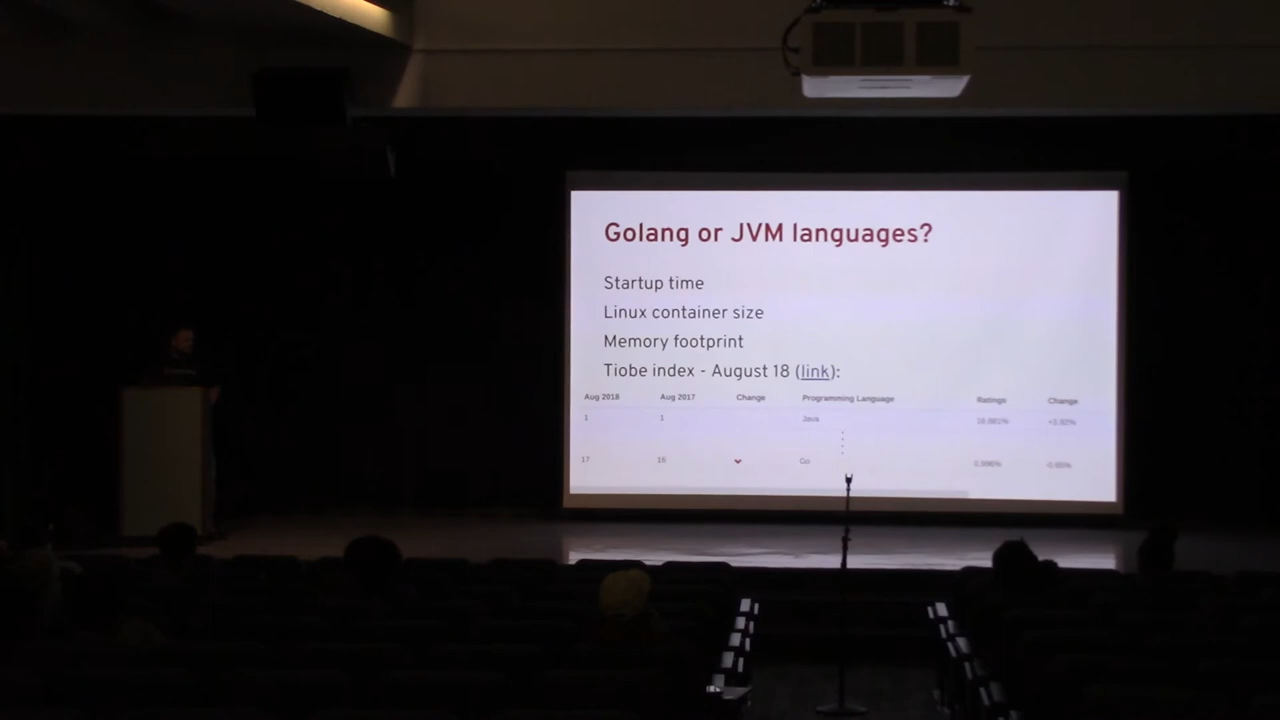 Golang or JVM languages?
Startup time
Linux container size
Memory footprint
Tiobe index - August 18 (link):
Aug 2018 Aug 2017 Change Programming Language Ratings Change
1 1 Java
17 16 Go